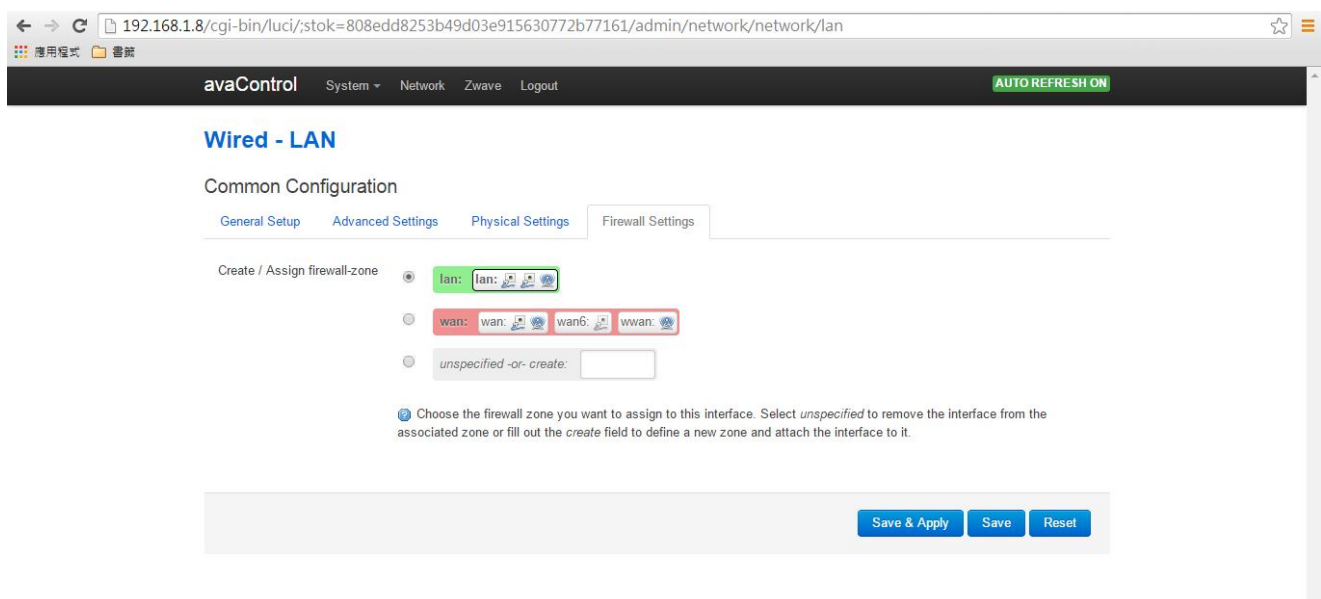 192.168.1.8/cgi-bin/luci/;stok=808edd8253b49d03e915630772b77161/admin/network/network/lan
應用程式 書籤
avaControl System Network Zwave Logout AUTO REFRESH ON
Wired - LAN
Common Configuration
General Setup Advanced Settings Physical Settings Firewall Settings
Create / Assign firewall-zone lan: lan:
wan: wan: wan6: wwan:
unspecified -or- create:
Choose the firewall zone you want to assign to this interface. Select unspecified to remove the interface from the
associated zone or fill out the create field to define a new zone and attach the interface to it.
Save & Apply Save Reset